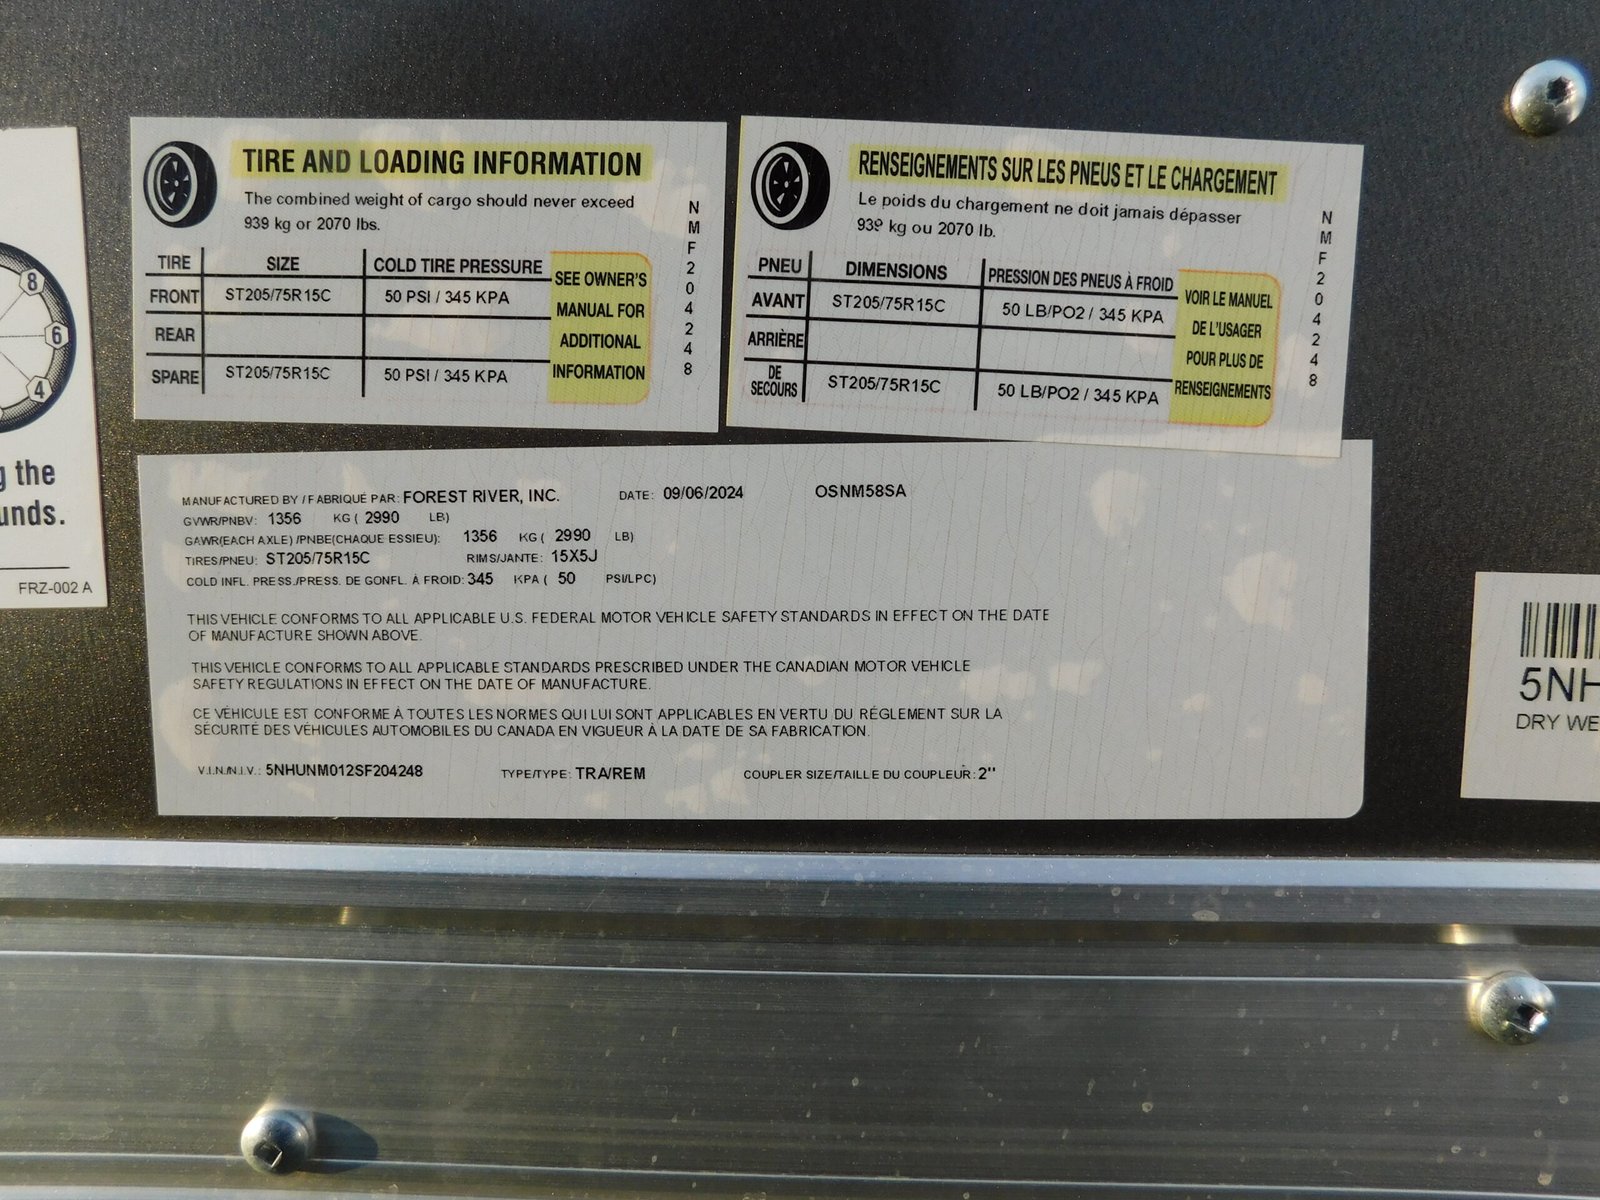 8
6
4
the
unds.
FRZ-002 A
TIRE AND LOADING INFORMATION
The combined weight of cargo should never exceed
939 kg or 2070 lbs.
TIRE SIZE COLD TIRE PRESSURE
FRONT ST205/75R15C 50 PSI / 345 KPA
REAR
SPARE ST205/75R15C 50 PSI / 345 KPA
SEE OWNER'S
MANUAL FOR
ADDITIONAL
INFORMATION
NMF204248
RENSEIGNEMENTS SUR LES PNEUS ET LE CHARGEMENT
Le poids du chargement ne doit jamais dépasser
939 kg ou 2070 lb.
PNEU DIMENSIONS PRESSION DES PNEUS À FROID
AVANT ST205/75R15C 50 LB/PO2 / 345 KPA
ARRIÈRE
DE SECOURS ST205/75R15C 50 LB/PO2 / 345 KPA
VOIR LE MANUEL
DE L'USAGER
POUR PLUS DE
RENSEIGNEMENTS
NMF204248
MANUFACTURED BY / FABRIQUÉ PAR: FOREST RIVER, INC. DATE: 09/06/2024 OSNM58SA
GVWR/PNBV: 1356 KG ( 2990 LB)
GAWR(EACH AXLE) /PNBE(CHAQUE ESSIEU): 1356 KG ( 2990 LB)
TIRES/PNEU: ST205/75R15C RIMS/JANTE: 15X5J
COLD INFL. PRESS./PRESS. DE GONFL. À FROID: 345 KPA ( 50 PSI/LPC)
THIS VEHICLE CONFORMS TO ALL APPLICABLE U.S. FEDERAL MOTOR VEHICLE SAFETY STANDARDS IN EFFECT ON THE DATE
OF MANUFACTURE SHOWN ABOVE.
THIS VEHICLE CONFORMS TO ALL APPLICABLE STANDARDS PRESCRIBED UNDER THE CANADIAN MOTOR VEHICLE
SAFETY REGULATIONS IN EFFECT ON THE DATE OF MANUFACTURE.
CE VÉHICULE EST CONFORME À TOUTES LES NORMES QUI LUI SONT APPLICABLES EN VERTU DU RÉGLEMENT SUR LA
SÉCURITÉ DES VÉHICULES AUTOMOBILES DU CANADA EN VIGUEUR À LA DATE DE SA FABRICATION.
V.I.N./N.I.V.: 5NHUNM012SF204248 TYPE/TYPE: TRA/REM COUPLER SIZE/TAILLE DU COUPLEUR: 2"
5NH
DRY WE